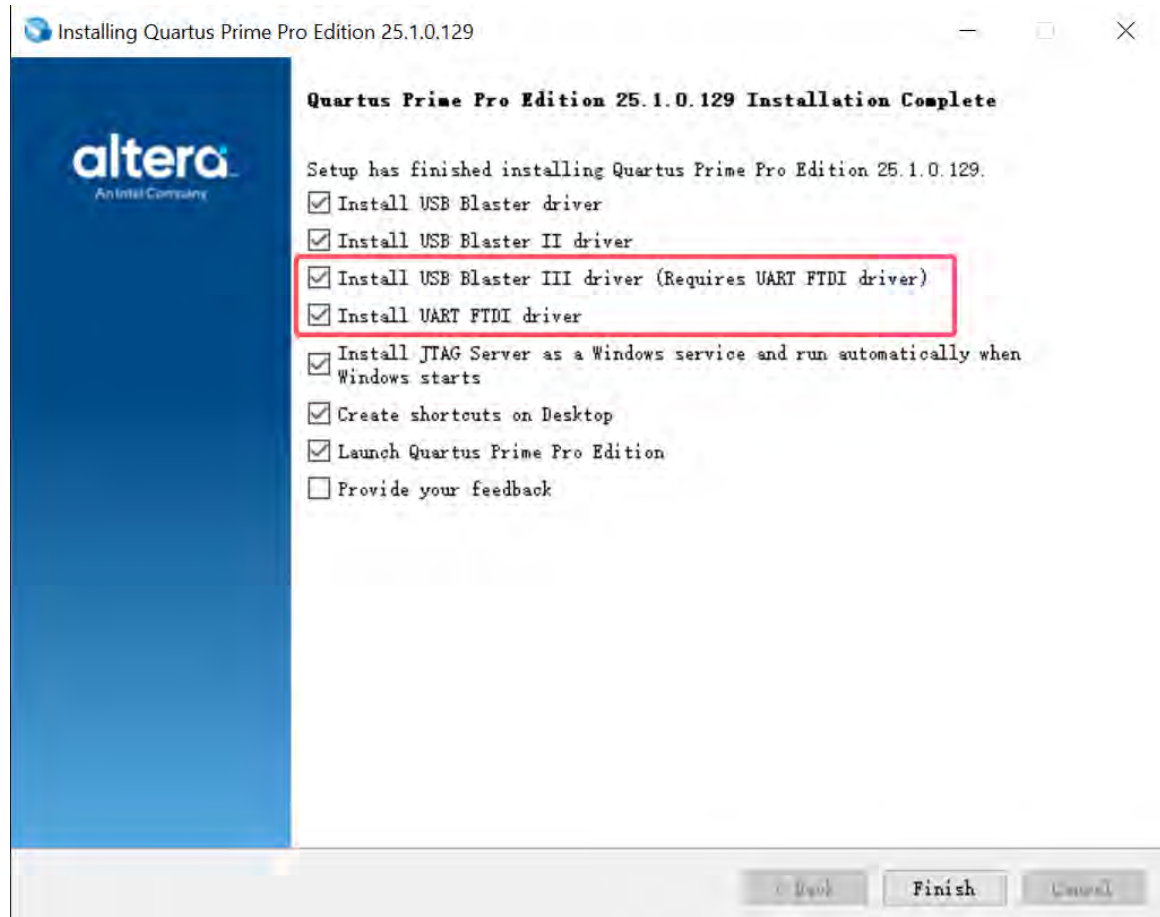 Installing Quartus Prime Pro Edition 25.1.0.129
altera
An Intel Company
Quartus Prime Pro Edition 25.1.0.129 Installation Complete
Setup has finished installing Quartus Prime Pro Edition 25.1.0.129.
Install USB Blaster driver
Install USB Blaster II driver
Install USB Blaster III driver (Requires UART FTDI driver)
Install UART FTDI driver
Install JTAG Server as a Windows service and run automatically when
Windows starts
Create shortcuts on Desktop
Launch Quartus Prime Pro Edition
Provide your feedback
< Back
Finish
Cancel